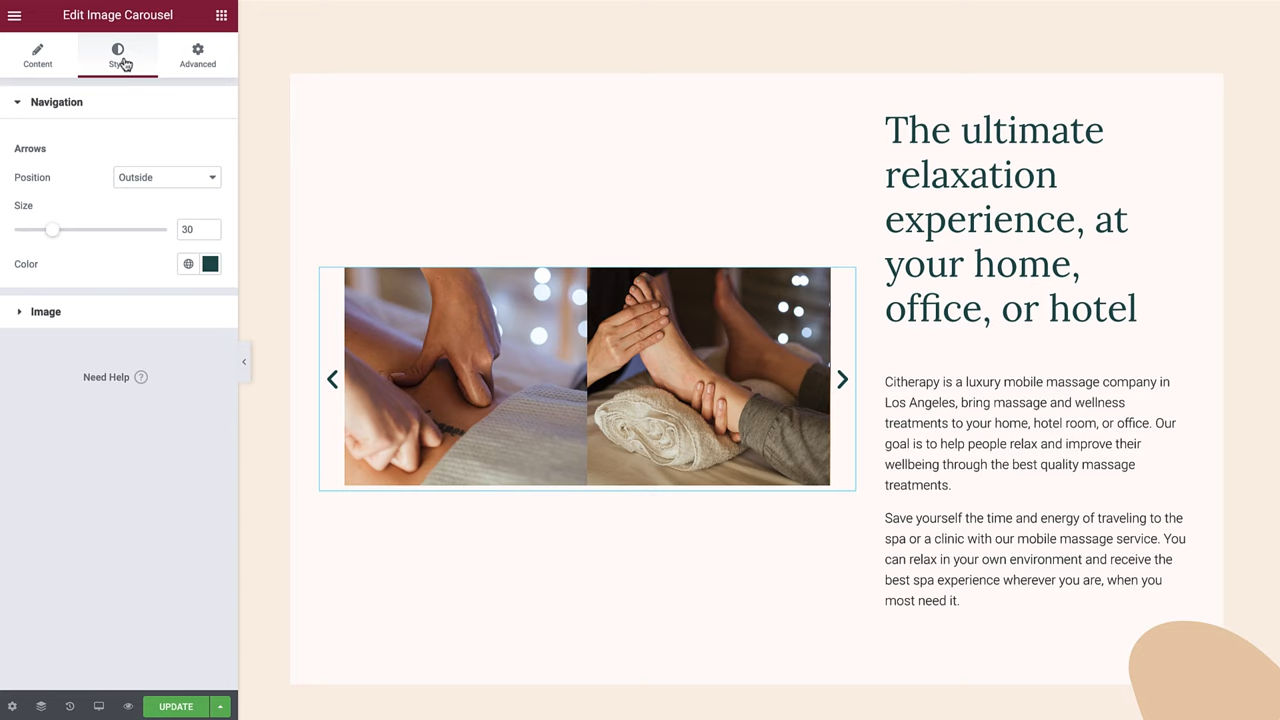 Edit Image Carousel
Content
Style
Advanced
Navigation
Arrows
Position
Outside
Size
30
Color
Image
Need Help ?
UPDATE
The ultimate
relaxation
experience, at
your home,
office, or hotel
Citherapy is a luxury mobile massage company in
Los Angeles, bring massage and wellness
treatments to your home, hotel room, or office. Our
goal is to help people relax and improve their
wellbeing through the best quality massage
treatments.
Save yourself the time and energy of traveling to the
spa or a clinic with our mobile massage service. You
can relax in your own environment and receive the
best spa experience wherever you are, when you
most need it.